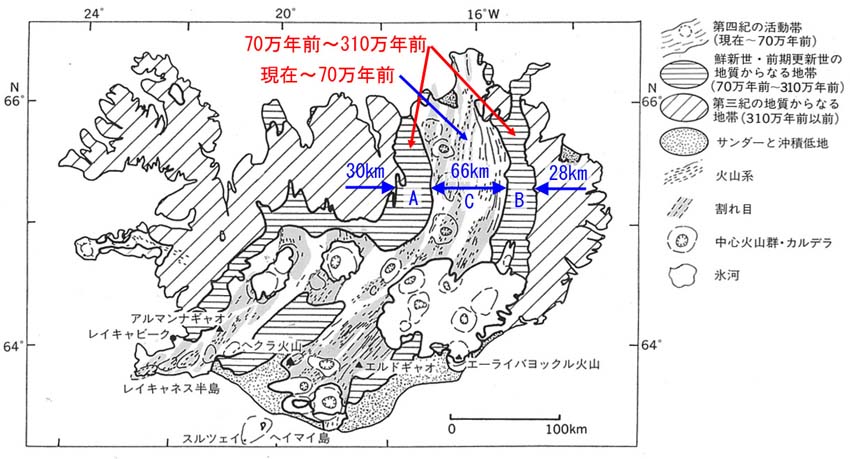 24°
20°
16°W
N
66°
N
66°
64°
64°
70万年前～310万年前
現在～70万年前
30km
66km
28km
A
C
B
アルマンナギャオ
レイキャビーク
ヘクラ火山
エルドギャオ
エーライバヨックル火山
レイキャネス半島
スルツェイ
ヘイマイ島
0
100km
第四紀の活動帯
(現在～70万年前)
鮮新世・前期更新世の
地質からなる地帯
(70万年前~310万年前)
第三紀の地質からなる
地帯(310万年前以前)
サンダーと沖積低地
火山系
割れ目
中心火山群・カルデラ
氷河